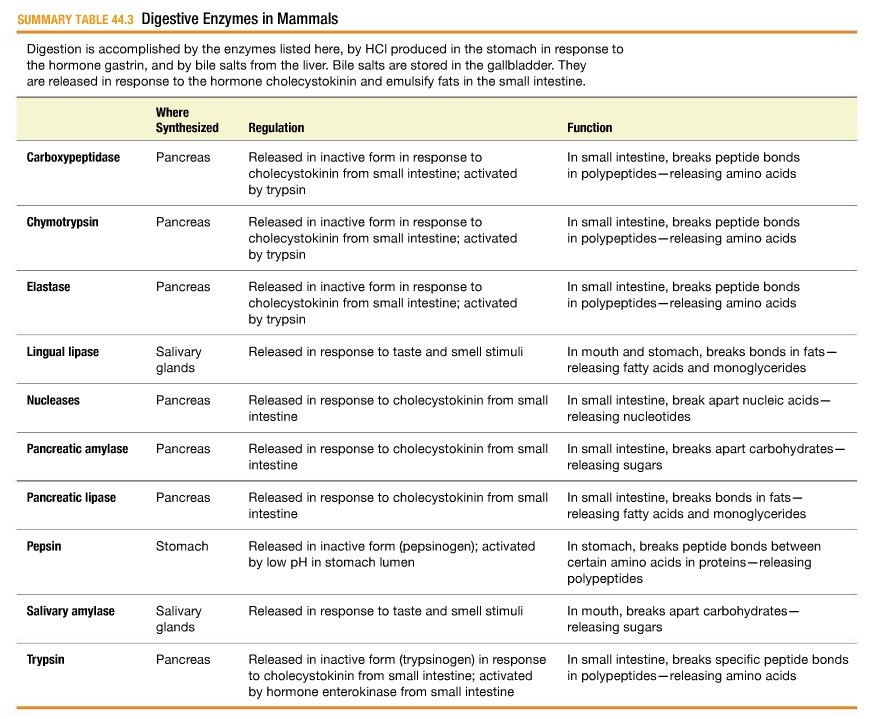 SUMMARY TABLE 44.3 Digestive Enzymes in Mammals
Digestion is accomplished by the enzymes listed here, by HCl produced in the stomach in response to
the hormone gastrin, and by bile salts from the liver. Bile salts are stored in the gallbladder. They
are released in response to the hormone cholecystokinin and emulsify fats in the small intestine.
Where
Synthesized
Regulation
Function
Carboxypeptidase
Pancreas
Released in inactive form in response to
cholecystokinin from small intestine; activated
by trypsin
In small intestine, breaks peptide bonds
in polypeptides—releasing amino acids
Chymotrypsin
Pancreas
Released in inactive form in response to
cholecystokinin from small intestine; activated
by trypsin
In small intestine, breaks peptide bonds
in polypeptides—releasing amino acids
Elastase
Pancreas
Released in inactive form in response to
cholecystokinin from small intestine; activated
by trypsin
In small intestine, breaks peptide bonds
in polypeptides—releasing amino acids
Lingual lipase
Salivary
glands
Released in response to taste and smell stimuli
In mouth and stomach, breaks bonds in fats—
releasing fatty acids and monoglycerides
Nucleases
Pancreas
Released in response to cholecystokinin from small
intestine
In small intestine, break apart nucleic acids—
releasing nucleotides
Pancreatic amylase
Pancreas
Released in response to cholecystokinin from small
intestine
In small intestine, breaks apart carbohydrates—
releasing sugars
Pancreatic lipase
Pancreas
Released in response to cholecystokinin from small
intestine
In small intestine, breaks bonds in fats—
releasing fatty acids and monoglycerides
Pepsin
Stomach
Released in inactive form (pepsinogen); activated
by low pH in stomach lumen
In stomach, breaks peptide bonds between
certain amino acids in proteins—releasing
polypeptides
Salivary amylase
Salivary
glands
Released in response to taste and smell stimuli
In mouth, breaks apart carbohydrates—
releasing sugars
Trypsin
Pancreas
Released in inactive form (trypsinogen) in response
to cholecystokinin from small intestine; activated
by hormone enterokinase from small intestine
In small intestine, breaks specific peptide bonds
in polypeptides—releasing amino acids